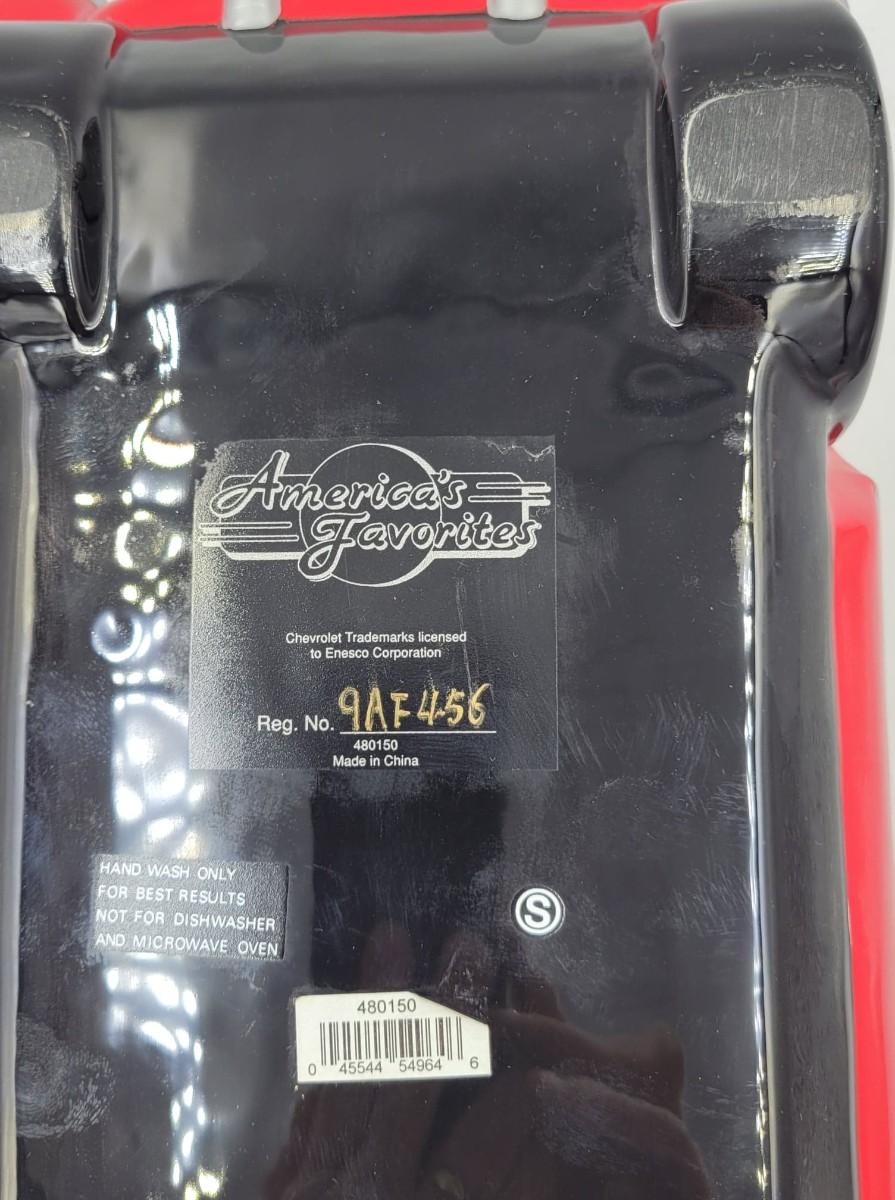 America's
Favorites
Chevrolet Trademarks licensed
to Enesco Corporation
Reg. No. 9AF456
480150
Made in China
HAND WASH ONLY
FOR BEST RESULTS
NOT FOR DISHWASHER
AND MICROWAVE OVEN
S
480150
0 45544 54964 6